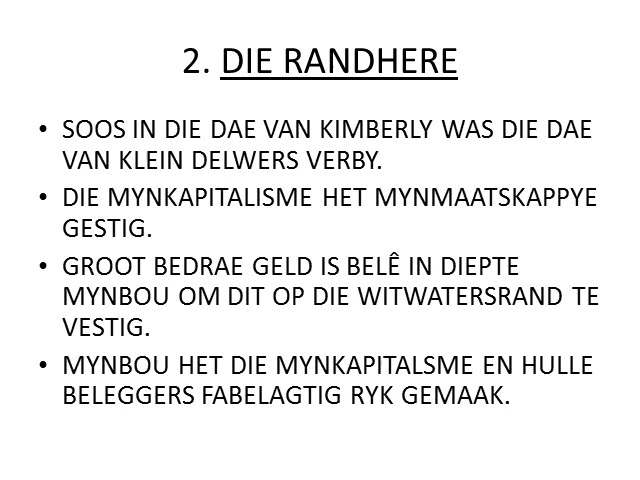 2. DIE RANDHERE
• SOOS IN DIE DAE VAN KIMBERLY WAS DIE DAE
VAN KLEIN DELWERS VERBY.
• DIE MYNKAPITALISME HET MYNMAATSKAPPYE
GESTIG.
• GROOT BEDRAE GELD IS BELÊ IN DIEPTE
MYNBOU OM DIT OP DIE WITWATERSRAND TE
VESTIG.
• MYNBOU HET DIE MYNKAPITALSME EN HULLE
BELEGGERS FABELAGTIG RYK GEMAAK.